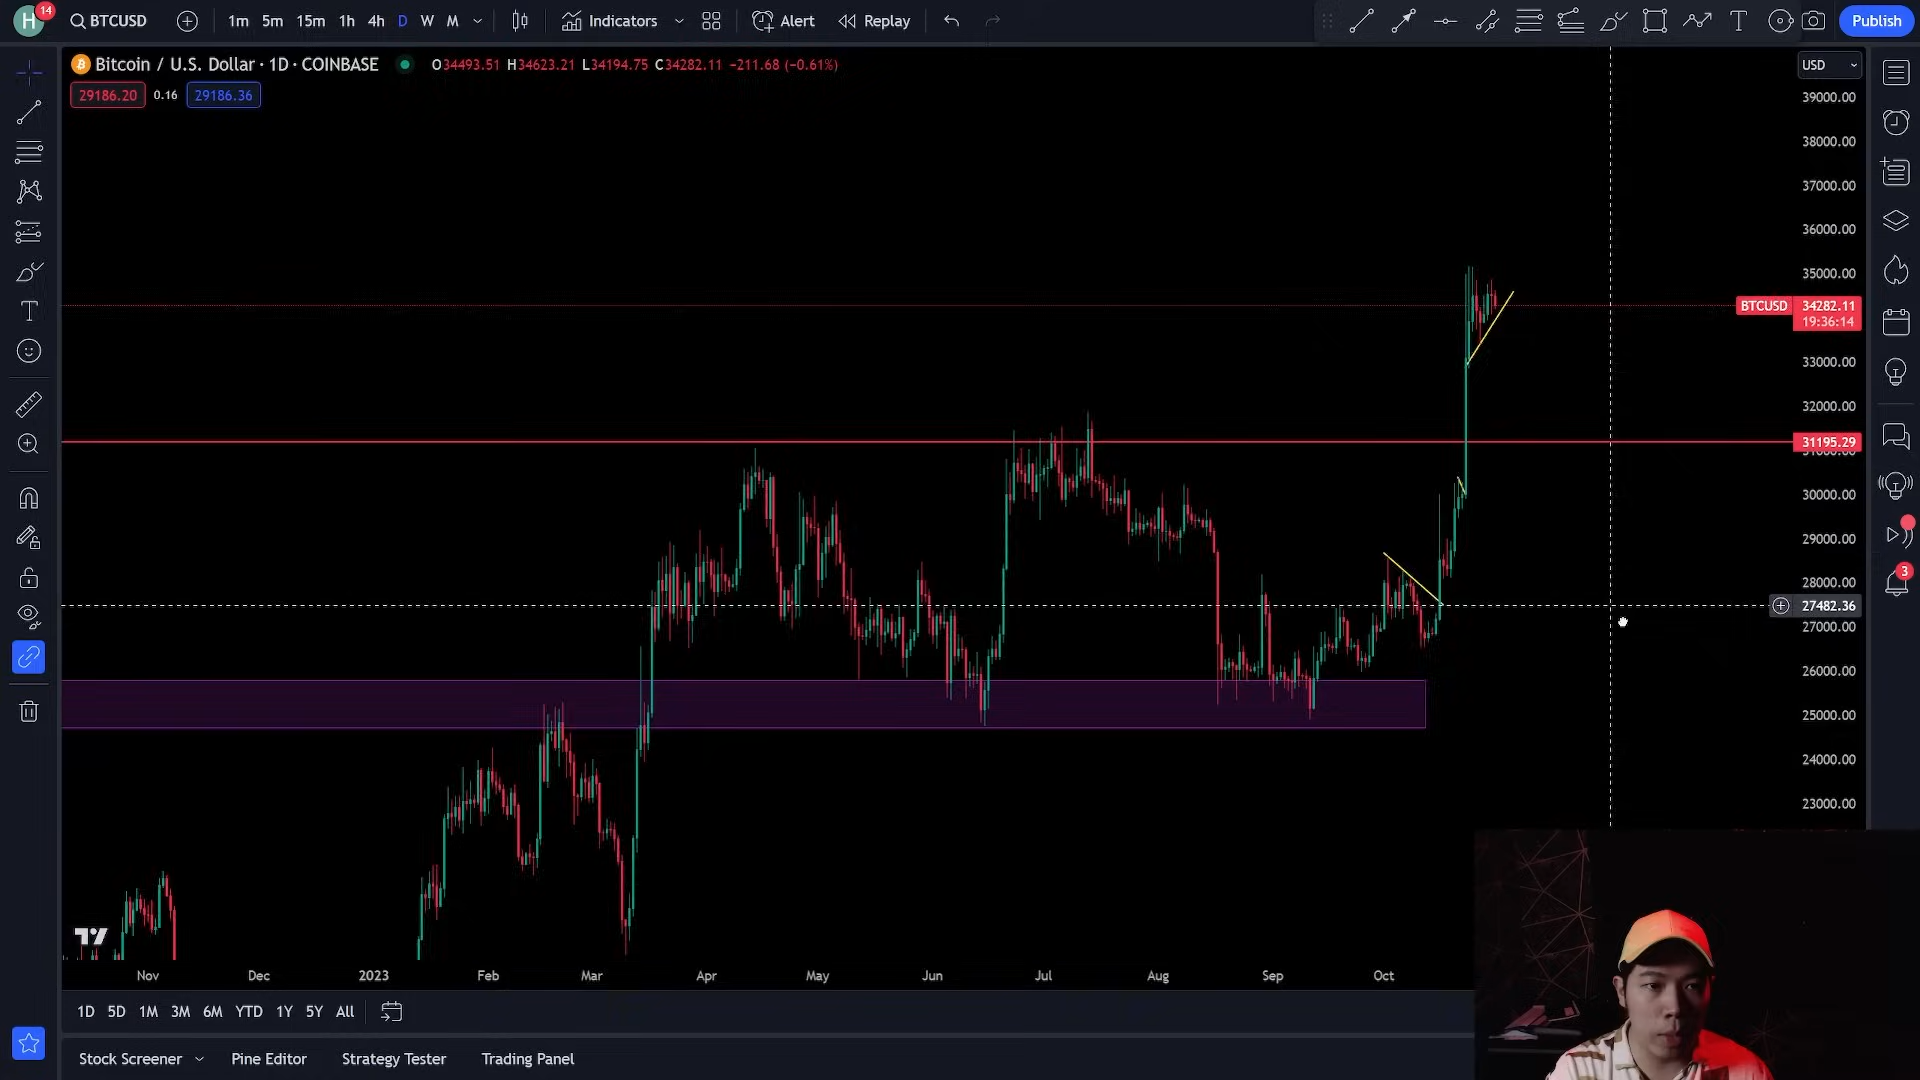 H 14 BTCUSD 1m 5m 15m 1h 4h D W M Indicators Alert Replay Publish
Bitcoin / U.S. Dollar · 1D · COINBASE O34493.51 H34623.21 L34194.75 C34282.11 −211.68 (−0.61%) USD
29186.20 0.16 29186.36
39000.00
38000.00
37000.00
36000.00
35000.00
BTCUSD 34282.11
19:36:14
33000.00
32000.00
31195.29
31000.00
30000.00
29000.00
28000.00
27482.36
27000.00
26000.00
25000.00
24000.00
23000.00
3
Nov Dec 2023 Feb Mar Apr May Jun Jul Aug Sep Oct
1D 5D 1M 3M 6M YTD 1Y 5Y All
Stock Screener Pine Editor Strategy Tester Trading Panel